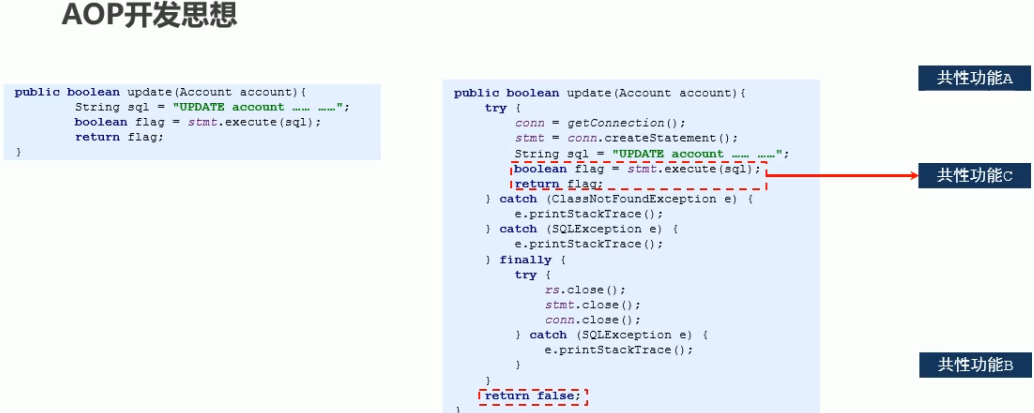 AOP开发思想
public boolean update(Account account){
String sql = "UPDATE account …… ……";
boolean flag = stmt.execute(sql);
return flag;
}
public boolean update(Account account){
try {
conn = getConnection();
stmt = conn.createStatement();
String sql = "UPDATE account …… ……";
boolean flag = stmt.execute(sql);
return flag;
} catch (ClassNotFoundException e) {
e.printStackTrace();
} catch (SQLException e) {
e.printStackTrace();
} finally {
try {
rs.close();
stmt.close();
conn.close();
} catch (SQLException e) {
e.printStackTrace();
}
}
return false;
}
共性功能A
共性功能C
共性功能B